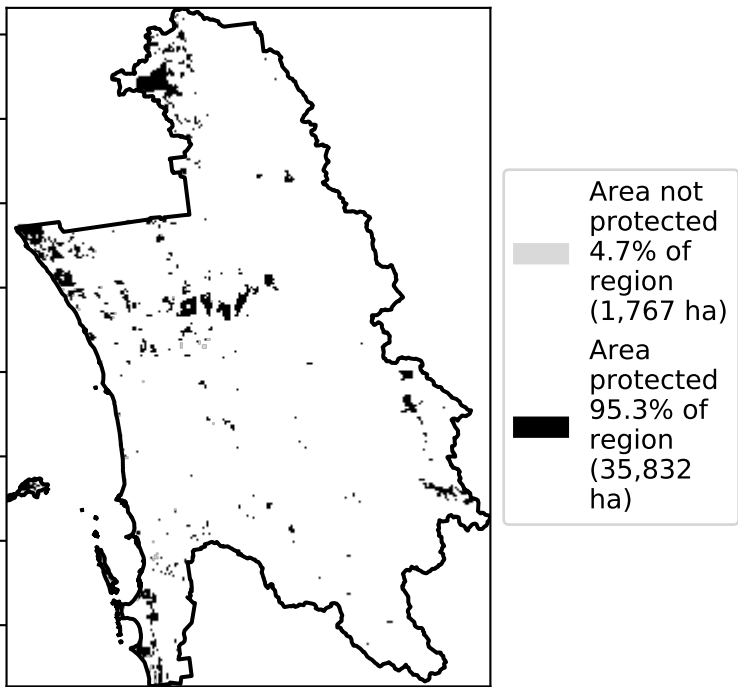 Area not
protected
4.7% of
region
(1,767 ha)
Area
protected
95.3% of
region
(35,832
ha)